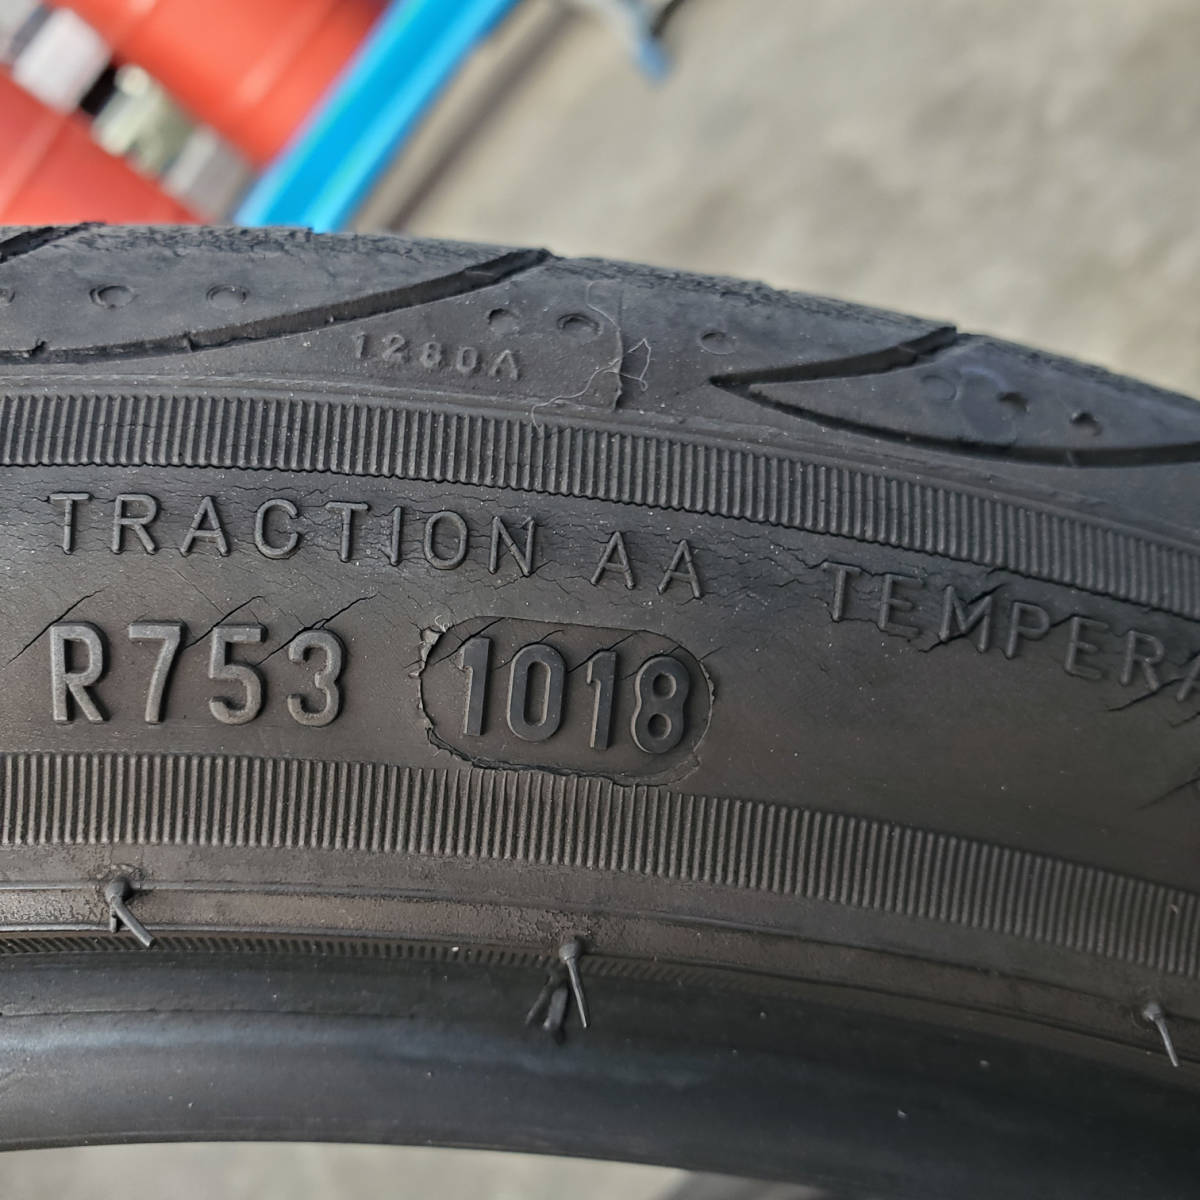 1280A
TRACTION AA TEMPERA
R753 1018